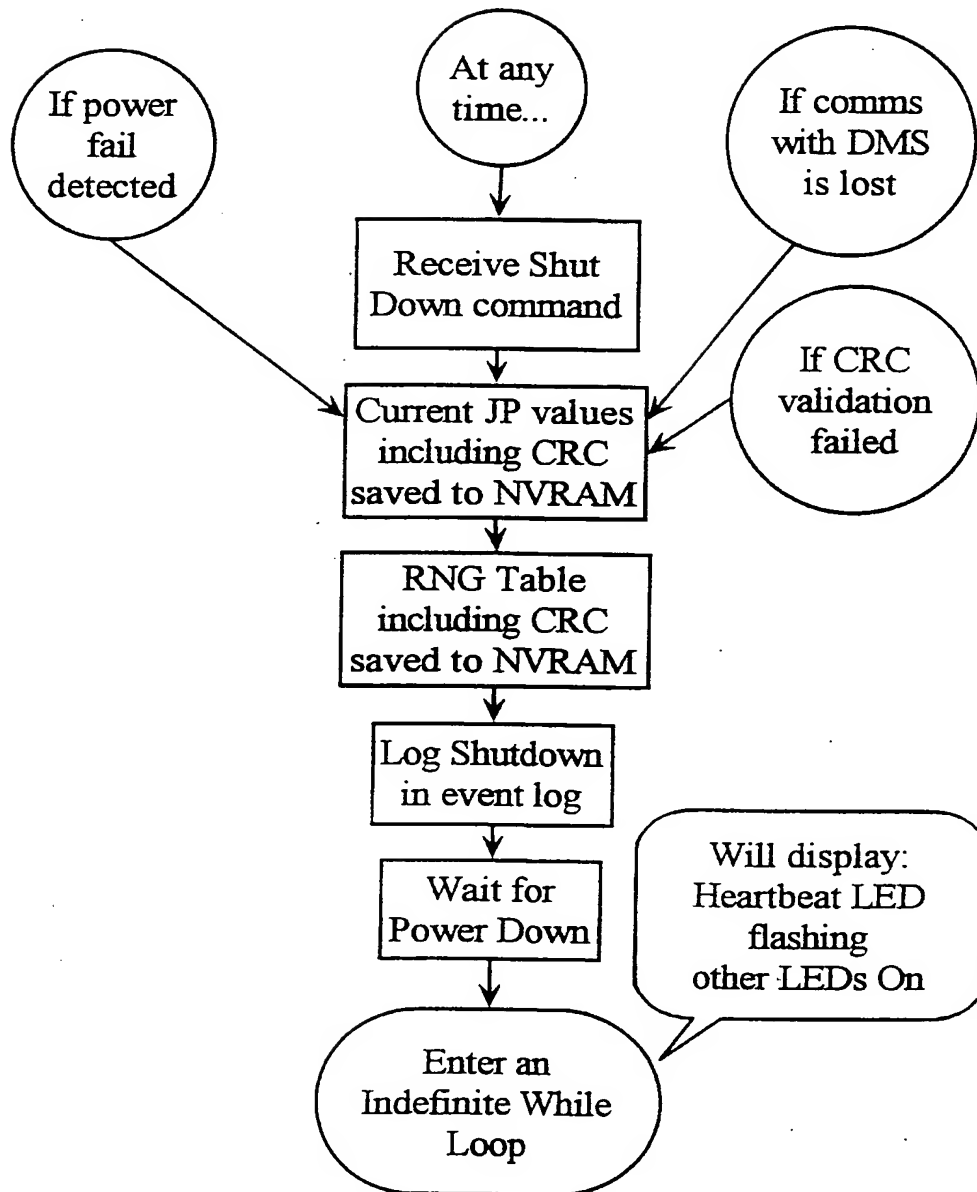 At any
time...
If power
fail
detected
If comms
with DMS
is lost
Receive Shut
Down command
If CRC
validation
failed
Current JP values
including CRC
saved to NVRAM
RNG Table
including CRC
saved to NVRAM
Log Shutdown
in event log
Will display:
Heartbeat LED
flashing
other LEDs On
Wait for
Power Down
Enter an
Indefinite While
Loop